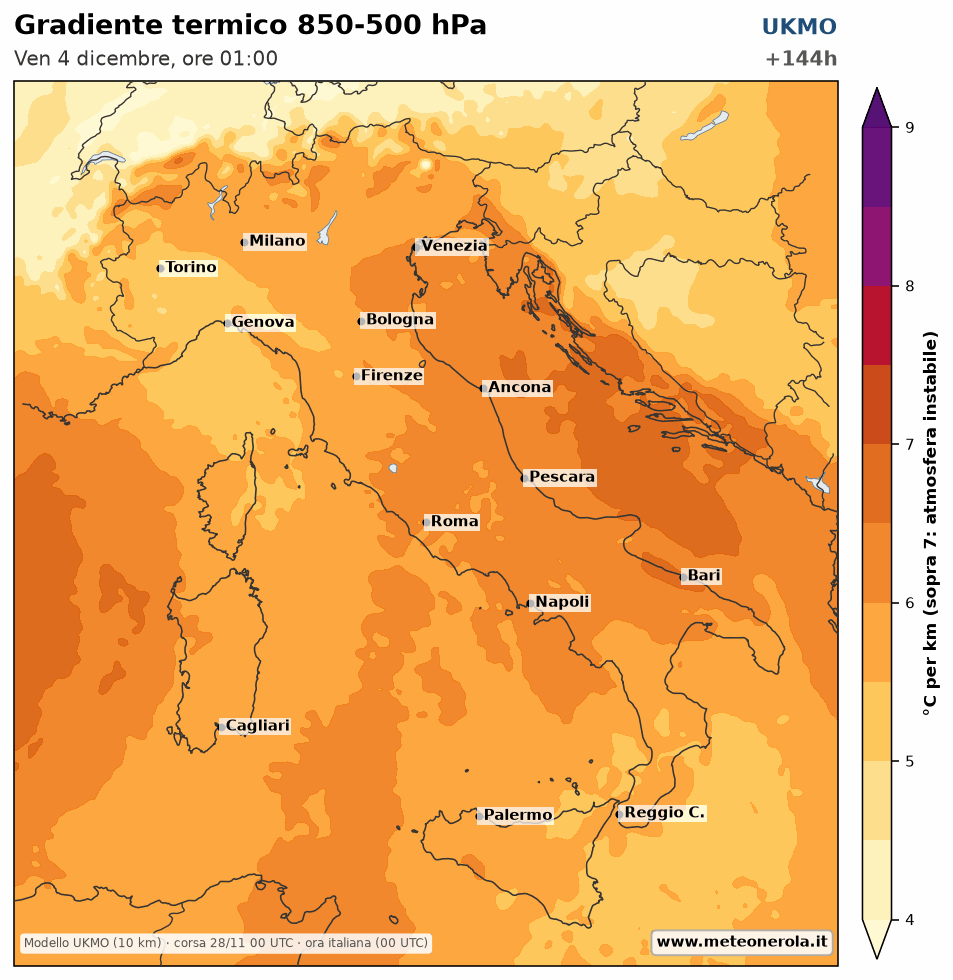 Gradiente termico 850-500 hPa
UKMO
Ven 4 dicembre, ore 01:00
+144h
Milano
Venezia
Torino
Genova
Bologna
Firenze
Ancona
Pescara
Roma
Bari
Napoli
Cagliari
Palermo
Reggio C.
9
8
7
6
5
4
°C per km (sopra 7: atmosfera instabile)
Modello UKMO (10 km) · corsa 28/11 00 UTC · ora italiana (00 UTC)
www.meteonerola.it